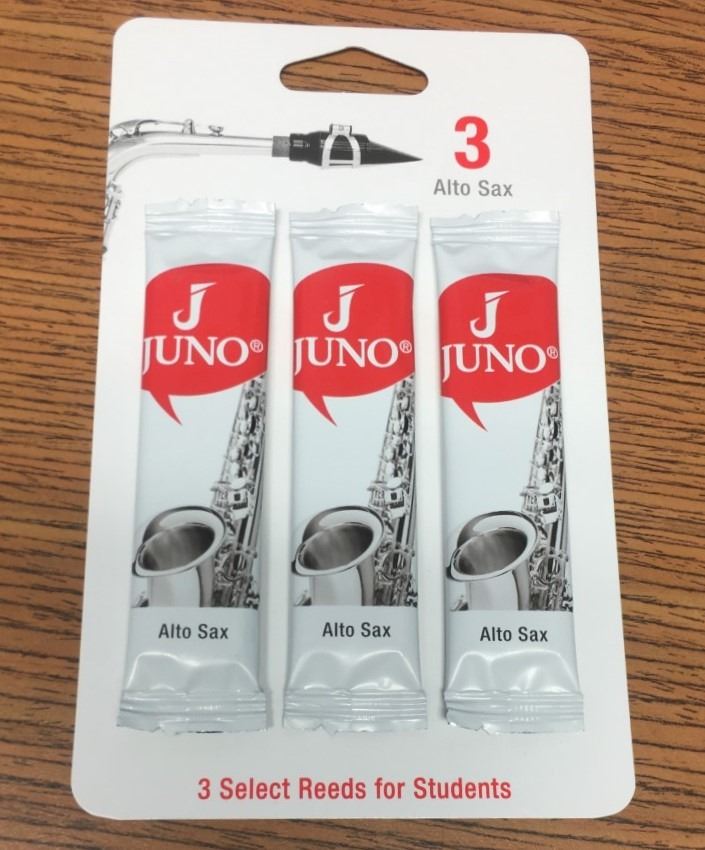 3
Alto Sax
J
JUNO®
Alto Sax
J
JUNO®
Alto Sax
J
JUNO®
Alto Sax
3 Select Reeds for Students